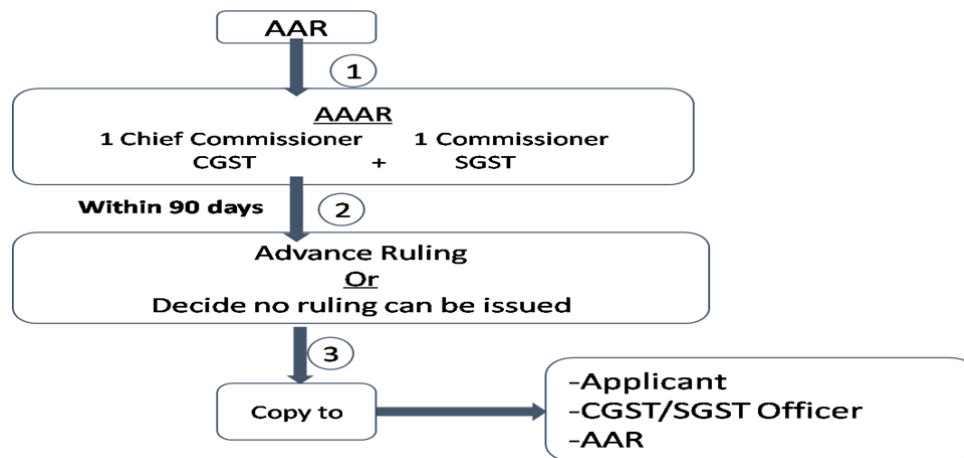 AAR
1
AAAR
1 Chief Commissioner 1 Commissioner
CGST + SGST
Within 90 days 2
Advance Ruling
Or
Decide no ruling can be issued
3
Copy to
-Applicant
-CGST/SGST Officer
-AAR